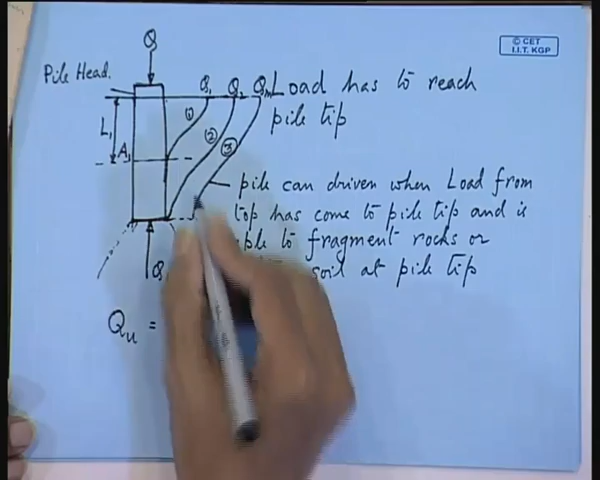 © CET
I.I.T. KGP
Q
Pile Head.
Q₁ Q₂ Qₘ
Load has to reach
pile tip
L₁
A₁
①
②
③
pile can driven when Load from
top has come to pile tip and is
to fragment rocks or
soil at pile tip
Qᵤ =